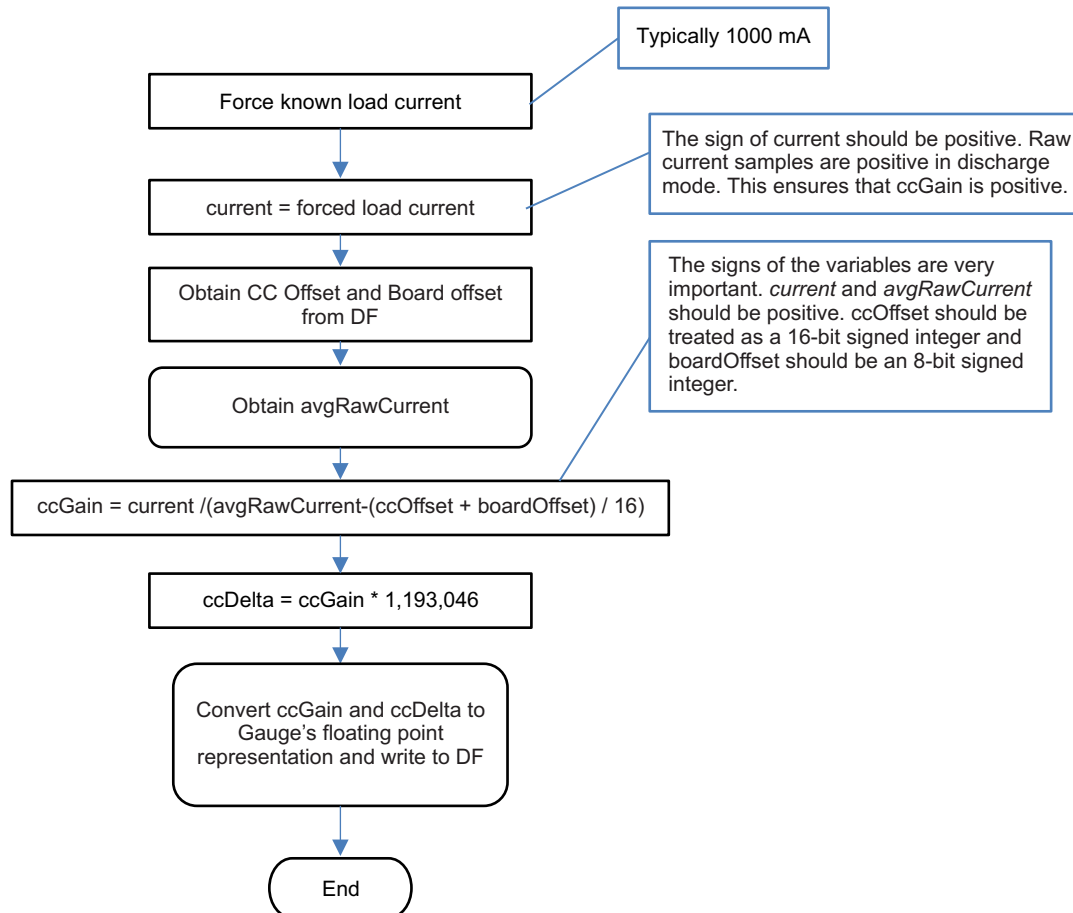 Typically 1000 mA
Force known load current
The sign of current should be positive. Raw
current samples are positive in discharge
mode. This ensures that ccGain is positive.
current = forced load current
The signs of the variables are very
important. current and avgRawCurrent
should be positive. ccOffset should be
treated as a 16-bit signed integer and
boardOffset should be an 8-bit signed
integer.
Obtain CC Offset and Board offset
from DF
Obtain avgRawCurrent
ccGain = current /(avgRawCurrent-(ccOffset + boardOffset) / 16)
ccDelta = ccGain * 1,193,046
Convert ccGain and ccDelta to
Gauge’s floating point
representation and write to DF
End